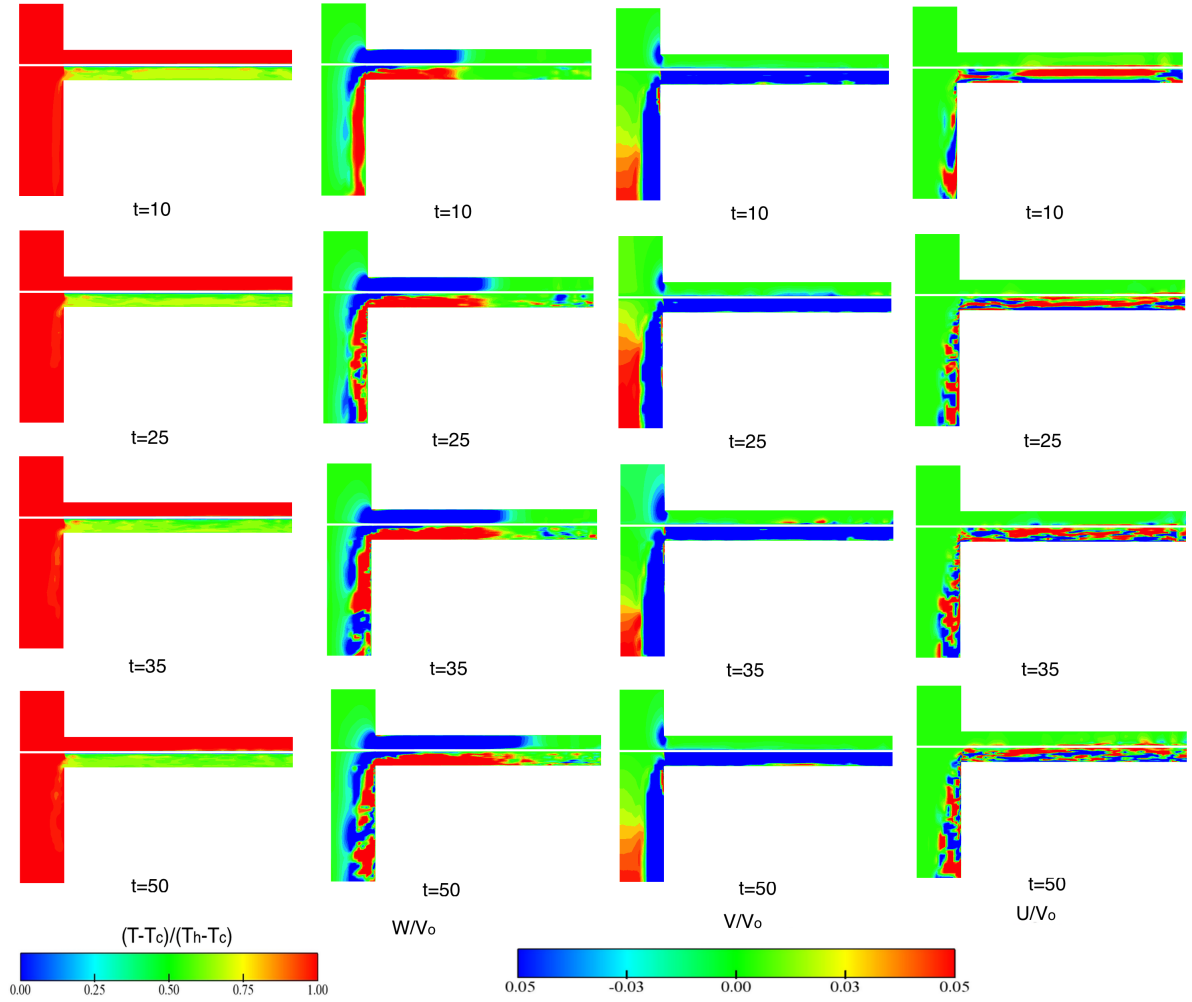 t=10 t=10 t=10 t=10
t=25 t=25 t=25 t=25
t=35 t=35 t=35 t=35
t=50 t=50 t=50 t=50
(T-Tc)/(Th-Tc) W/Vo V/Vo U/Vo
0.00 0.25 0.50 0.75 1.00
0.05 -0.03 0.00 0.03 0.05